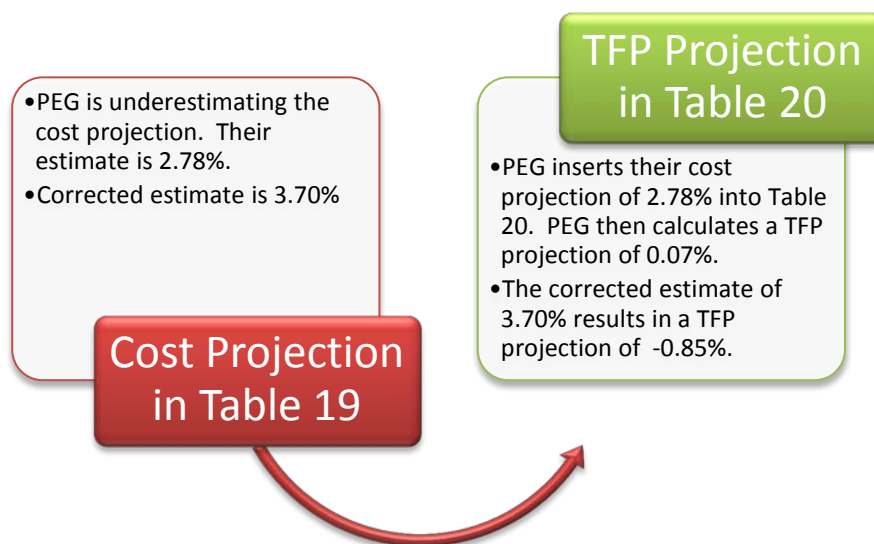 •PEG is underestimating the
cost projection.  Their
estimate is 2.78%.
•Corrected estimate is 3.70%
Cost Projection
in Table 19
TFP Projection
in Table 20
•PEG inserts their cost
projection of 2.78% into Table
20.  PEG then calculates a TFP
projection of 0.07%.
•The corrected estimate of
3.70% results in a TFP
projection of  -0.85%.